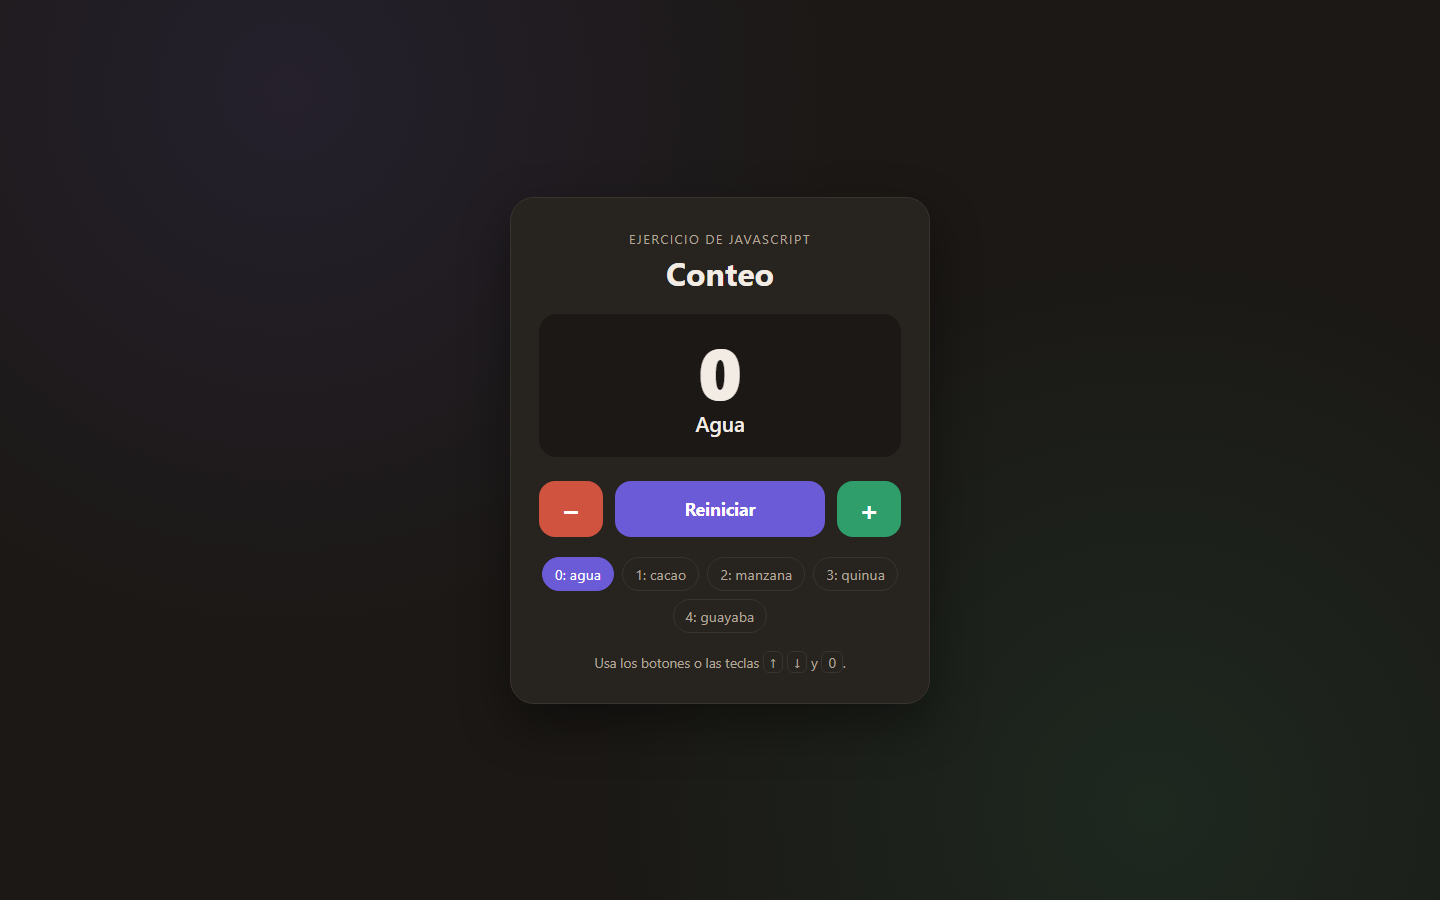 EJERCICIO DE JAVASCRIPT
Conteo
0
Agua
− Reiniciar +
0: agua 1: cacao 2: manzana 3: quinua
4: guayaba
Usa los botones o las teclas ↑ ↓ y 0.